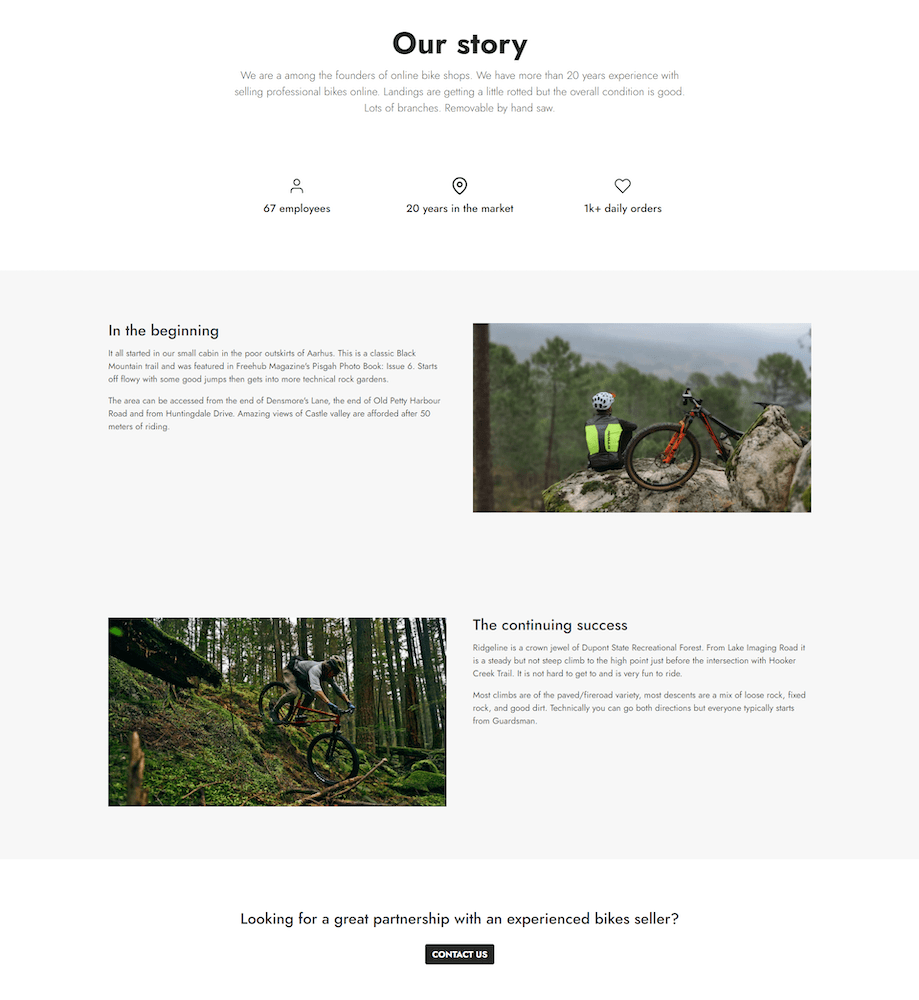 Our story
We are a among the founders of online bike shops. We have more than 20 years experience with
selling professional bikes online. Landings are getting a little rotted but the overall condition is good.
Lots of branches. Removable by hand saw.
67 employees
20 years in the market
1k+ daily orders
In the beginning
It all started in our small cabin in the poor outskirts of Aarhus. This is a classic Black
Mountain trail and was featured in Freehub Magazine's Pisgah Photo Book: Issue 6. Starts
off flowy with some good jumps then gets into more technical rock gardens.
The area can be accessed from the end of Densmore's Lane, the end of Old Petty Harbour
Road and from Huntingdale Drive. Amazing views of Castle valley are afforded after 50
meters of riding.
The continuing success
Ridgeline is a crown jewel of Dupont State Recreational Forest. From Lake Imaging Road it
is a steady but not steep climb to the high point just before the intersection with Hooker
Creek Trail. It is not hard to get to and is very fun to ride.
Most climbs are of the paved/fireroad variety, most descents are a mix of loose rock, fixed
rock, and good dirt. Technically you can go both directions but everyone typically starts
from Guardsman.
Looking for a great partnership with an experienced bikes seller?
CONTACT US